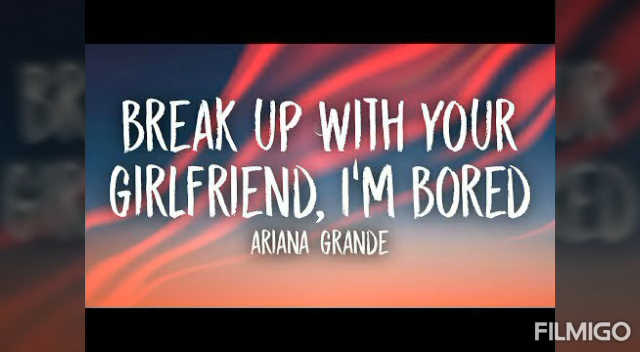 BREAK UP WITH YOUR
GIRLFRIEND, I'M BORED
ARIANA GRANDE
FILMIGO